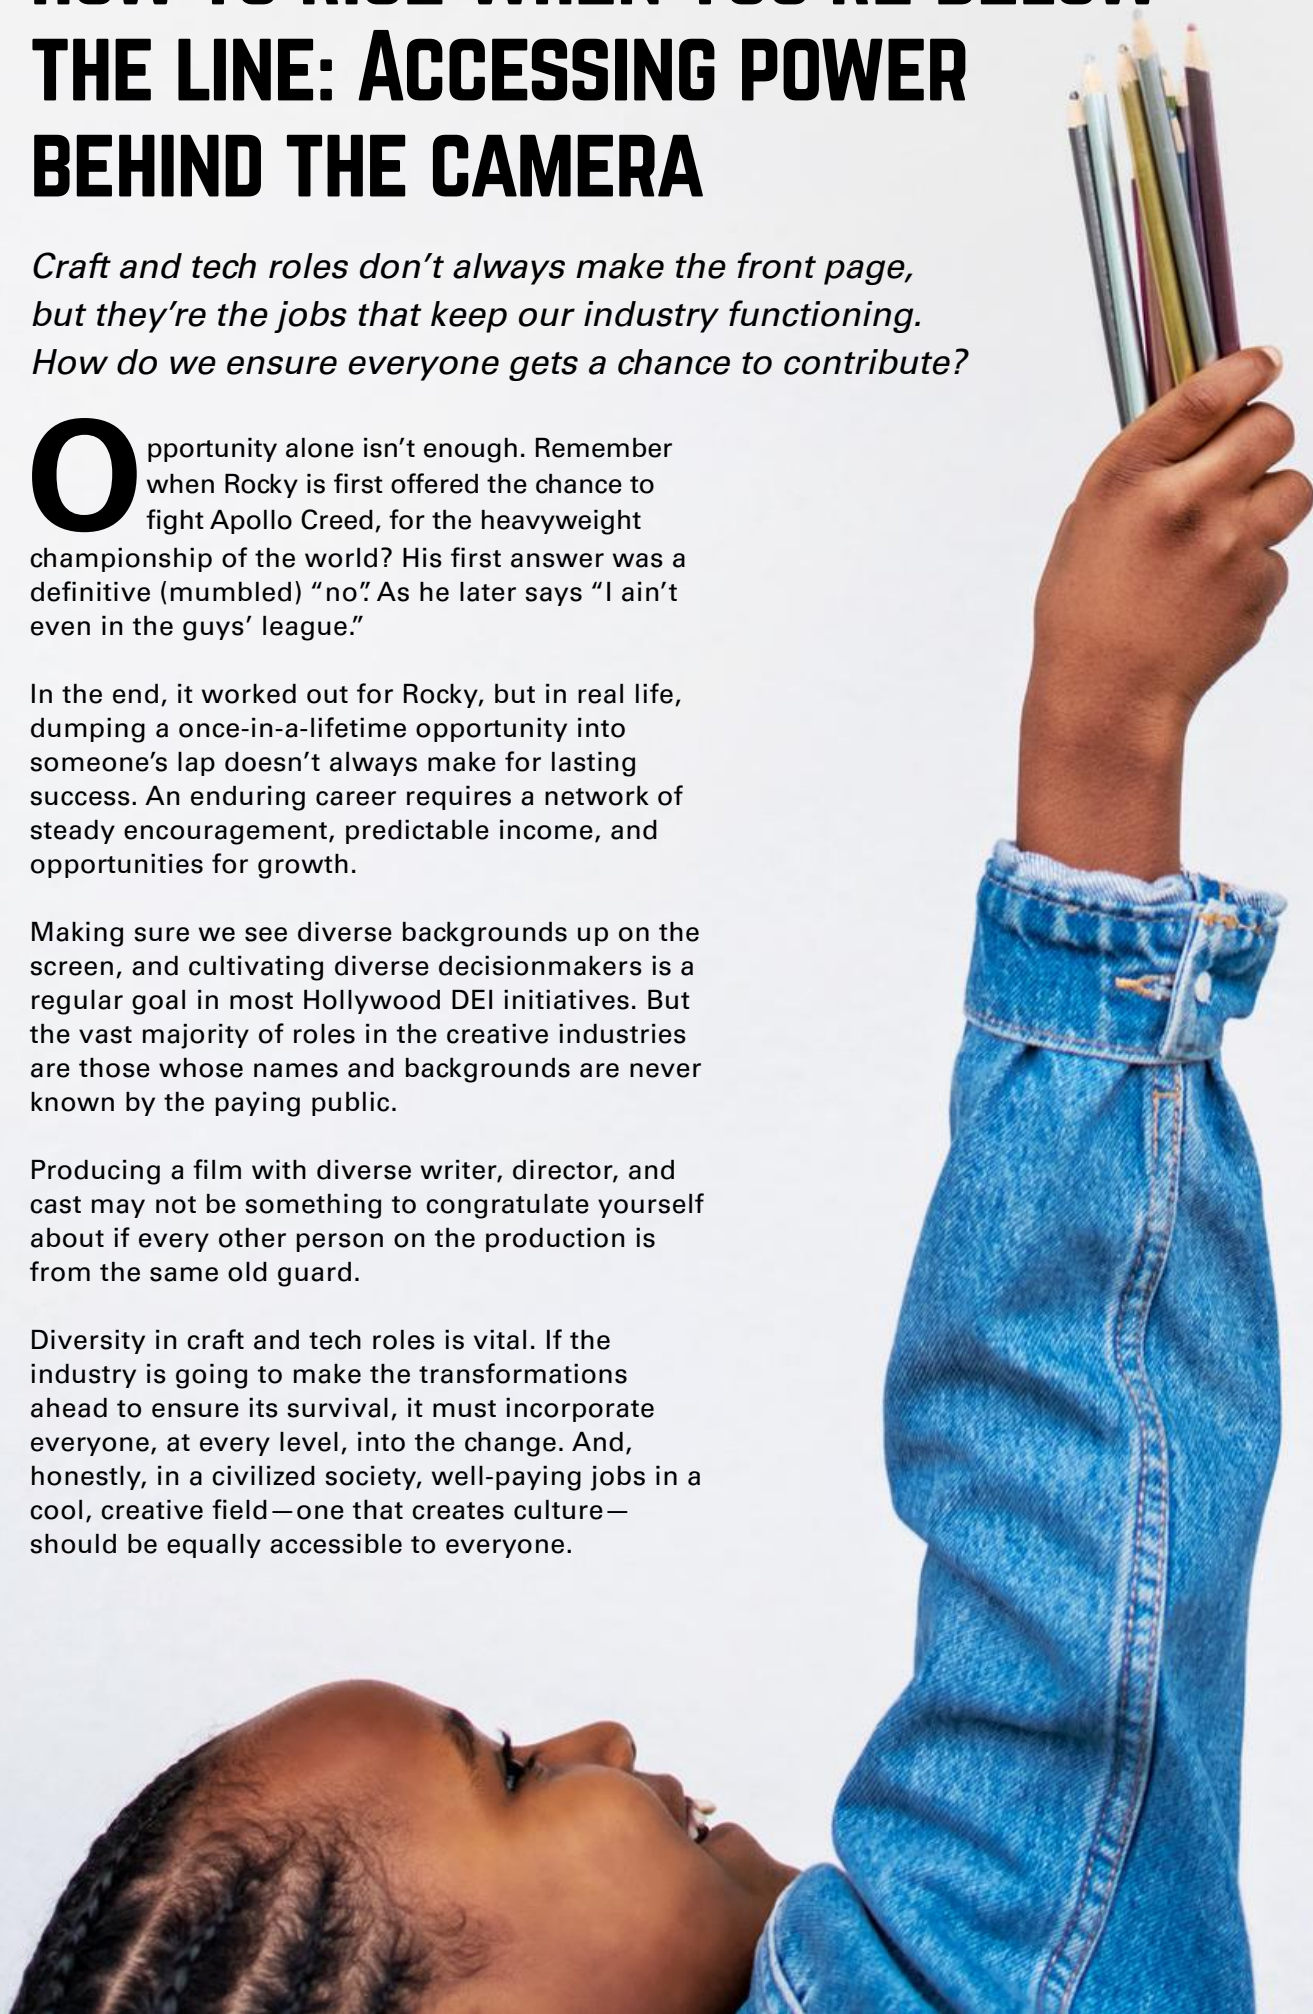 HOW TO RISE WHEN YOU'RE BELOW
THE LINE: ACCESSING POWER
BEHIND THE CAMERA
Craft and tech roles don't always make the front page,
but they're the jobs that keep our industry functioning.
How do we ensure everyone gets a chance to contribute?
Opportunity alone isn't enough. Remember
when Rocky is first offered the chance to
fight Apollo Creed, for the heavyweight
championship of the world? His first answer was a
definitive (mumbled) “no”. As he later says “I ain't
even in the guys' league.”
In the end, it worked out for Rocky, but in real life,
dumping a once-in-a-lifetime opportunity into
someone's lap doesn't always make for lasting
success. An enduring career requires a network of
steady encouragement, predictable income, and
opportunities for growth.
Making sure we see diverse backgrounds up on the
screen, and cultivating diverse decisionmakers is a
regular goal in most Hollywood DEI initiatives. But
the vast majority of roles in the creative industries
are those whose names and backgrounds are never
known by the paying public.
Producing a film with diverse writer, director, and
cast may not be something to congratulate yourself
about if every other person on the production is
from the same old guard.
Diversity in craft and tech roles is vital. If the
industry is going to make the transformations
ahead to ensure its survival, it must incorporate
everyone, at every level, into the change. And,
honestly, in a civilized society, well-paying jobs in a
cool, creative field—one that creates culture—
should be equally accessible to everyone.